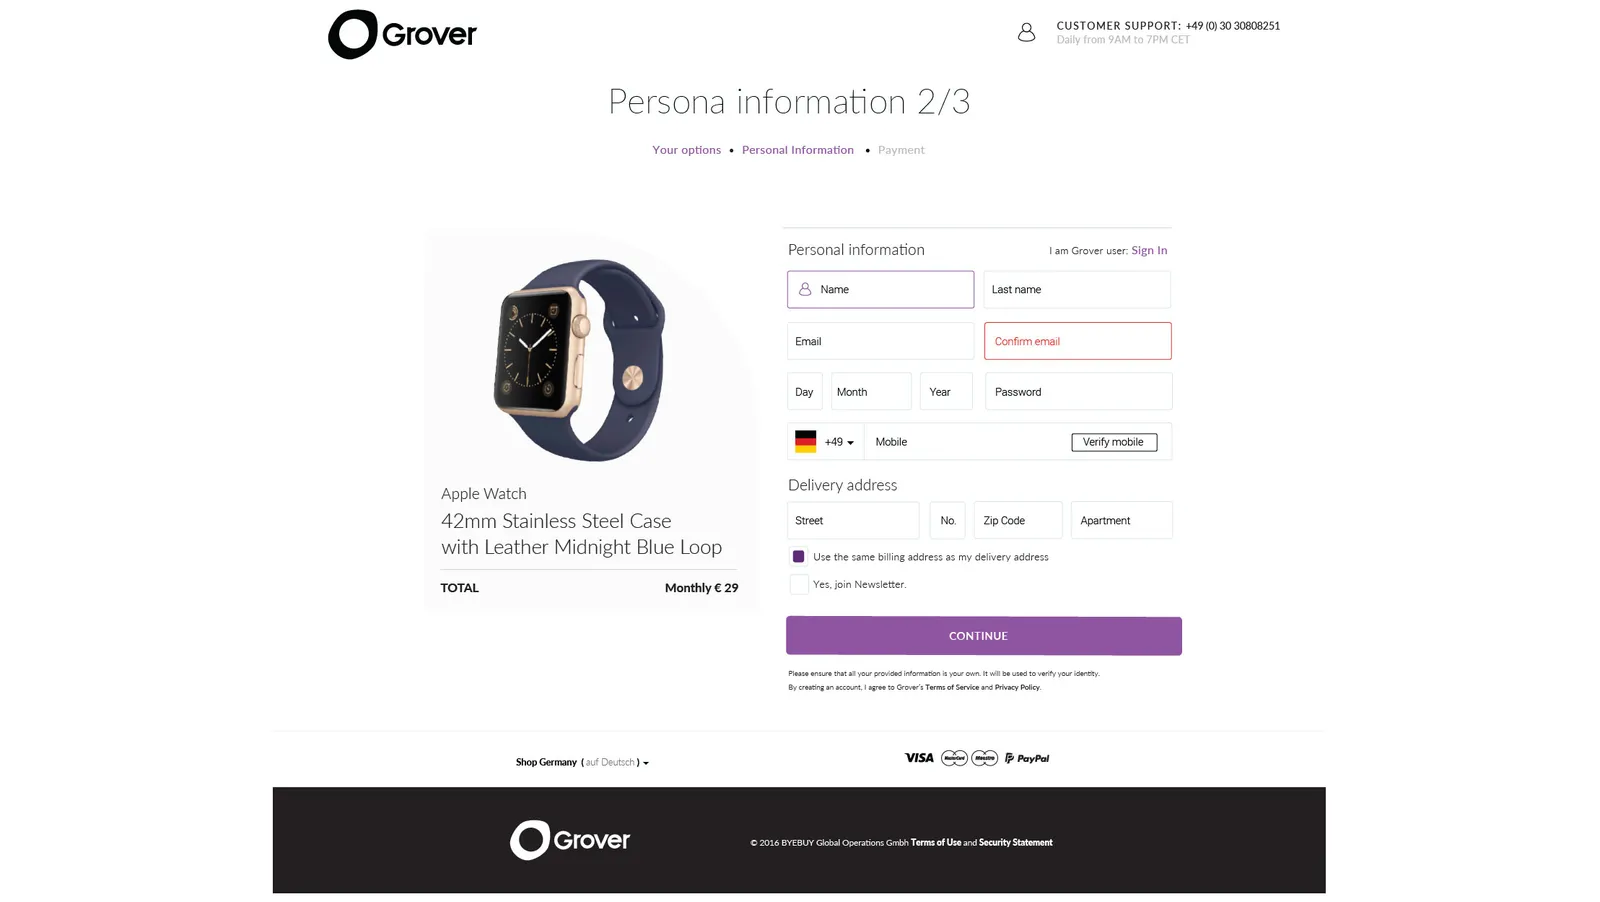 Grover
CUSTOMER SUPPORT: +49 (0) 30 30808251
Daily from 9AM to 7PM CET
Persona information 2/3
Your options • Personal Information • Payment
Personal information
I am Grover user: Sign In
Name
Last name
Email
Confirm email
Day
Month
Year
Password
+49
Mobile
Verify mobile
Delivery address
Street
No.
Zip Code
Apartment
Use the same billing address as my delivery address
Yes, join Newsletter.
Apple Watch
42mm Stainless Steel Case
with Leather Midnight Blue Loop
TOTAL
Monthly € 29
CONTINUE
Please ensure that all your provided information is your own. It will be used to verify your identity.
By creating an account, I agree to Grover's Terms of Service and Privacy Policy.
Shop Germany ( auf Deutsch )
VISA MasterCard Maestro PayPal
Grover
© 2016 BYEBUY Global Operations Gmbh Terms of Use and Security Statement